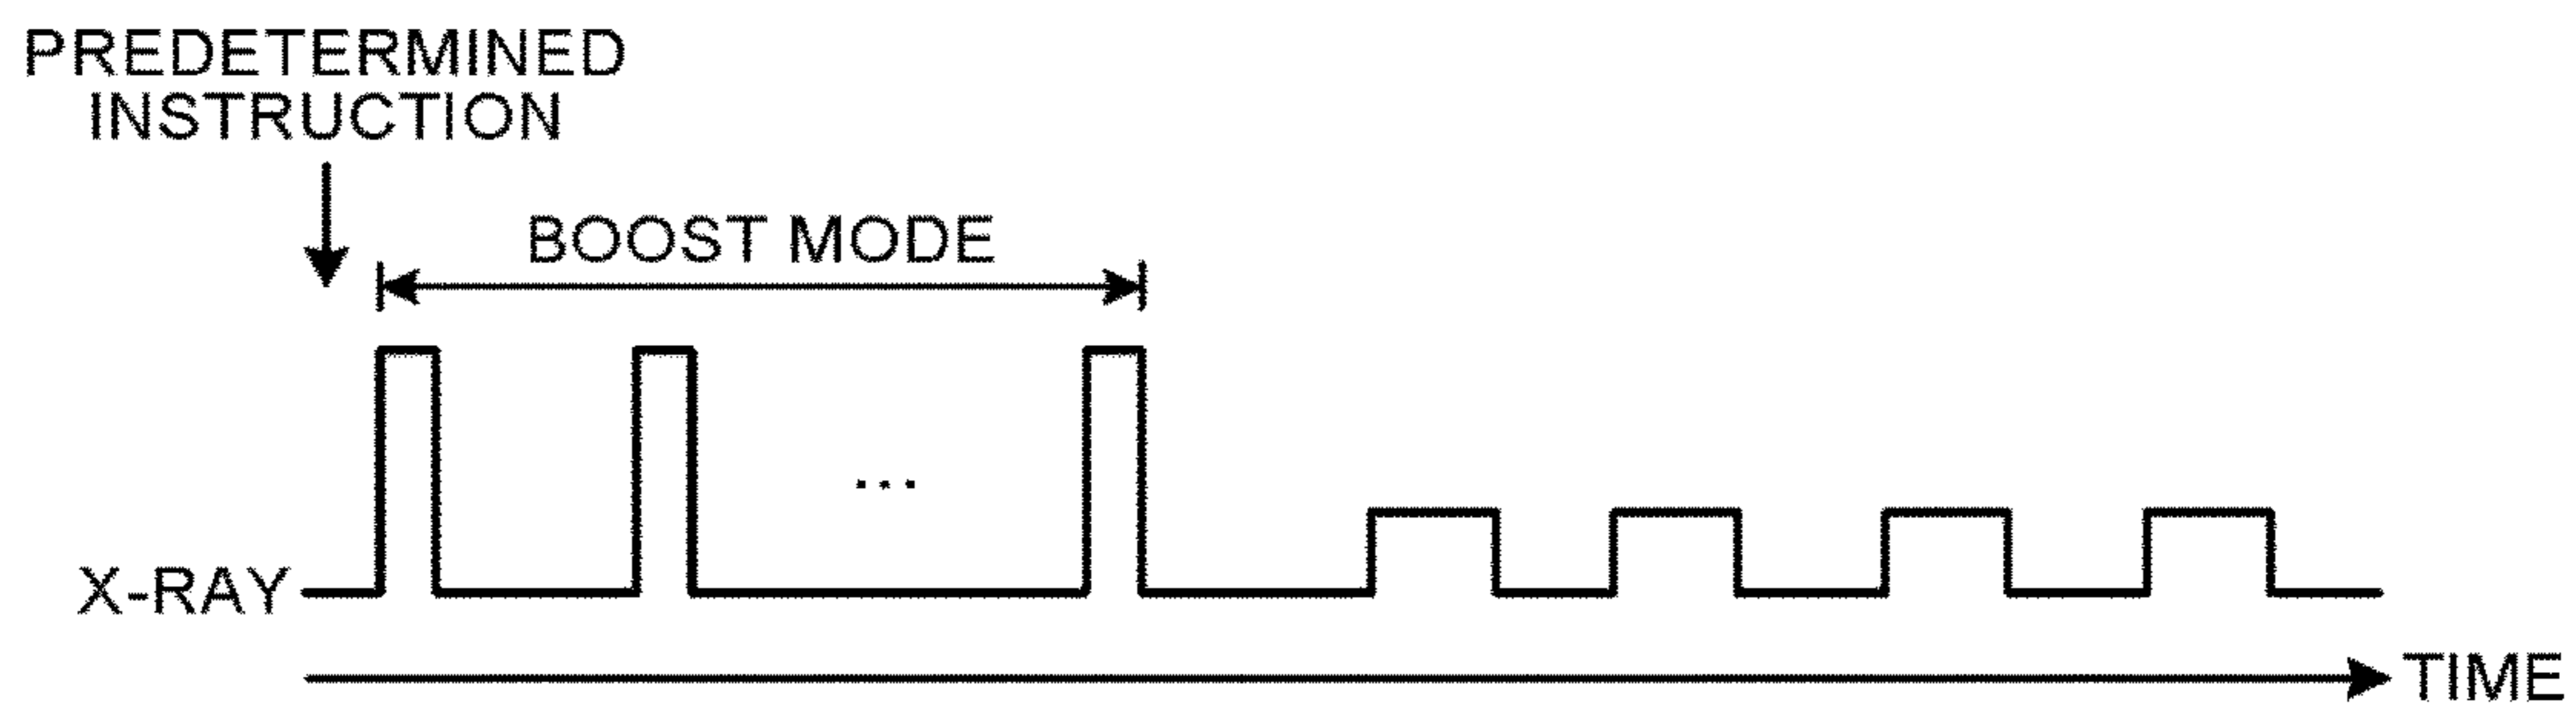 PREDETERMINED
INSTRUCTION
BOOST MODE
...
X-RAY
TIME